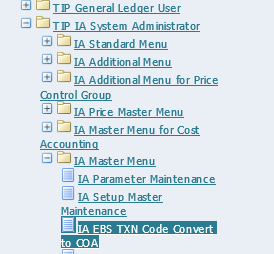 TIP General Ledger User
TIP IA System Administrator
IA Standard Menu
IA Additional Menu
IA Additional Menu for Price
Control Group
IA Price Master Menu
IA Master Menu for Cost
Accounting
IA Master Menu
IA Parameter Maintenance
IA Setup Master
Maintenance
IA EBS TXN Code Convert
to COA